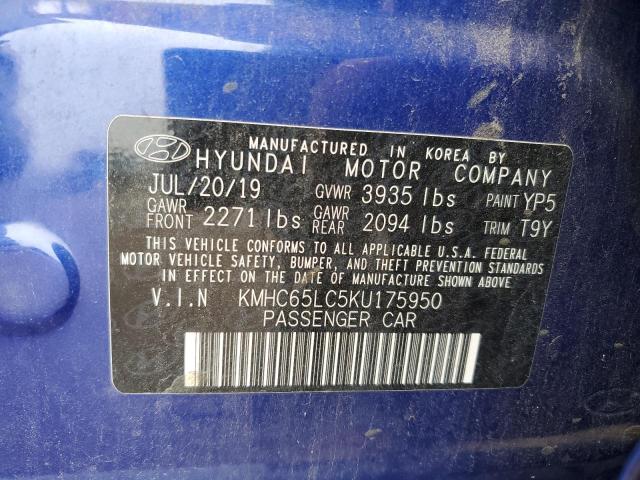 MANUFACTURED IN KOREA BY
HYUNDAI MOTOR COMPANY
JUL/20/19 GVWR 3935 lbs PAINT YP5
GAWR FRONT 2271 lbs GAWR REAR 2094 lbs TRIM T9Y
THIS VEHICLE CONFORMS TO ALL APPLICABLE U.S.A. FEDERAL
MOTOR VEHICLE SAFETY, BUMPER, AND THEFT PREVENTION STANDARDS
IN EFFECT ON THE DATE OF MANUFACTURE SHOWN ABOVE
V.I.N KMHC65LC5KU175950
PASSENGER CAR